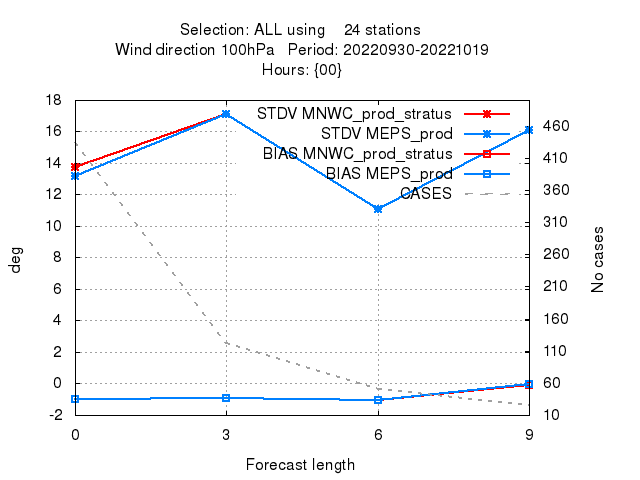 Selection: ALL using    24 stations
Wind direction 100hPa   Period: 20220930-20221019
Hours: {00}
STDV MNWC_prod_stratus
STDV MEPS_prod
BIAS MNWC_prod_stratus
BIAS MEPS_prod
CASES
18
16
14
12
10
8
6
4
2
0
-2
deg
460
410
360
310
260
210
160
110
60
10
No cases
0 3 6 9
Forecast length